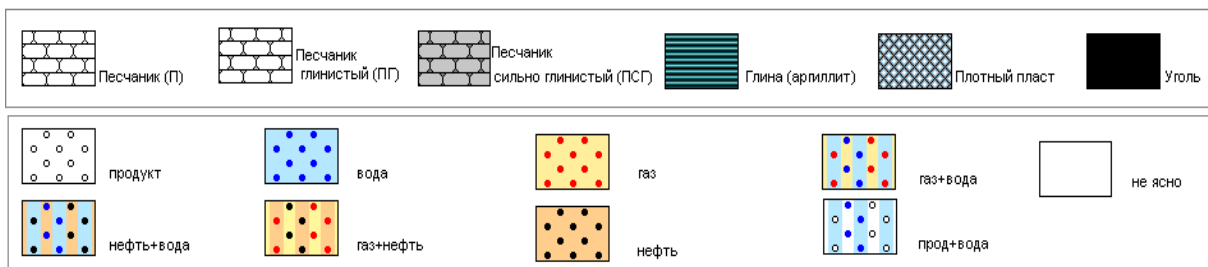 Песчаник (П)
Песчаник
глинистый (ПГ)
Песчаник
сильно глинистый (ПСГ)
Глина (аргиллит)
Плотный пласт
Уголь
продукт
вода
газ
газ+вода
не ясно
нефть+вода
газ+нефть
нефть
прод+вода